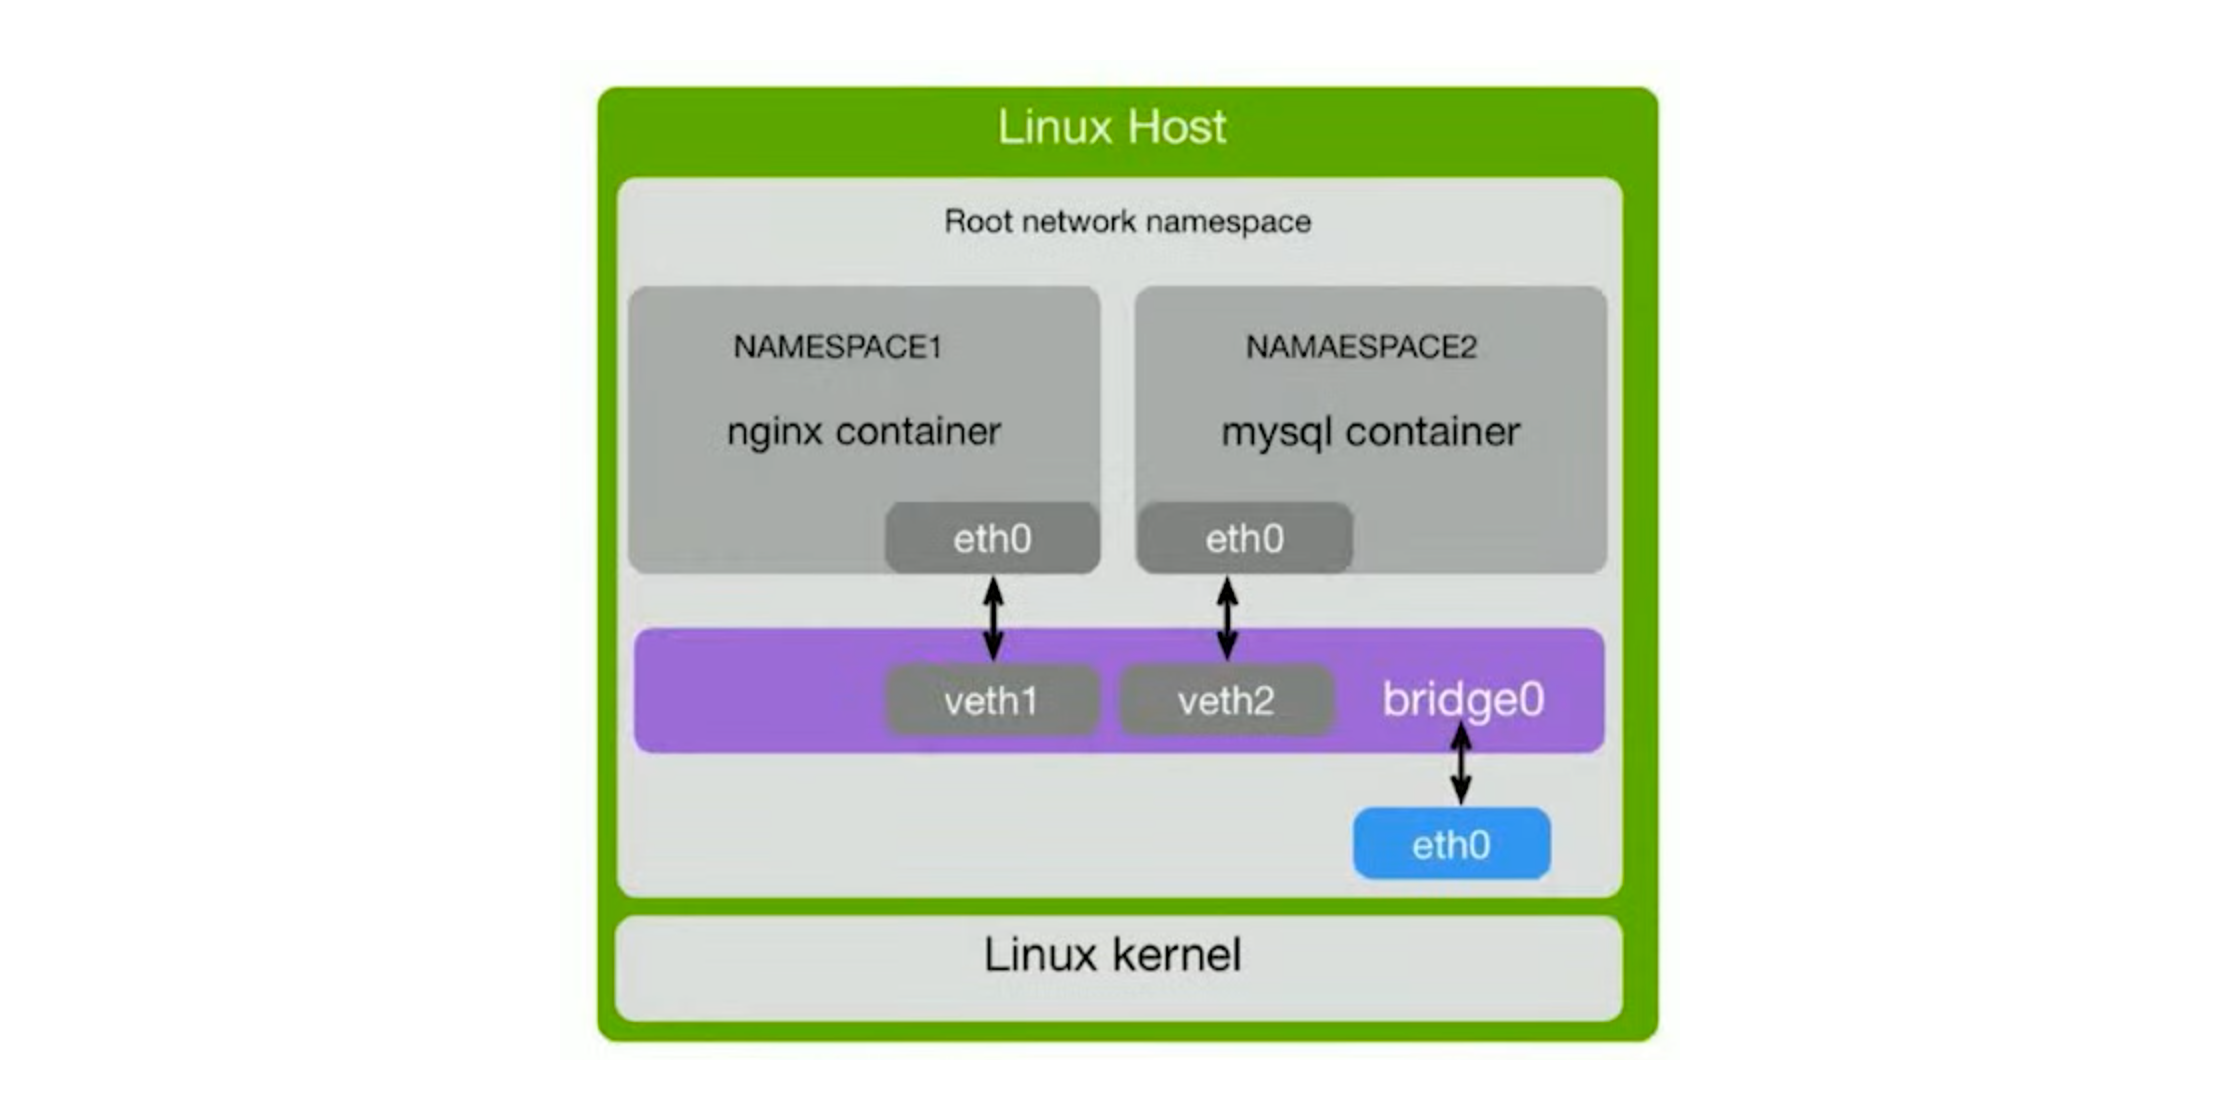 Linux Host
Root network namespace
NAMESPACE1
NAMAESPACE2
nginx container
mysql container
eth0
eth0
veth1
veth2
bridge0
eth0
Linux kernel